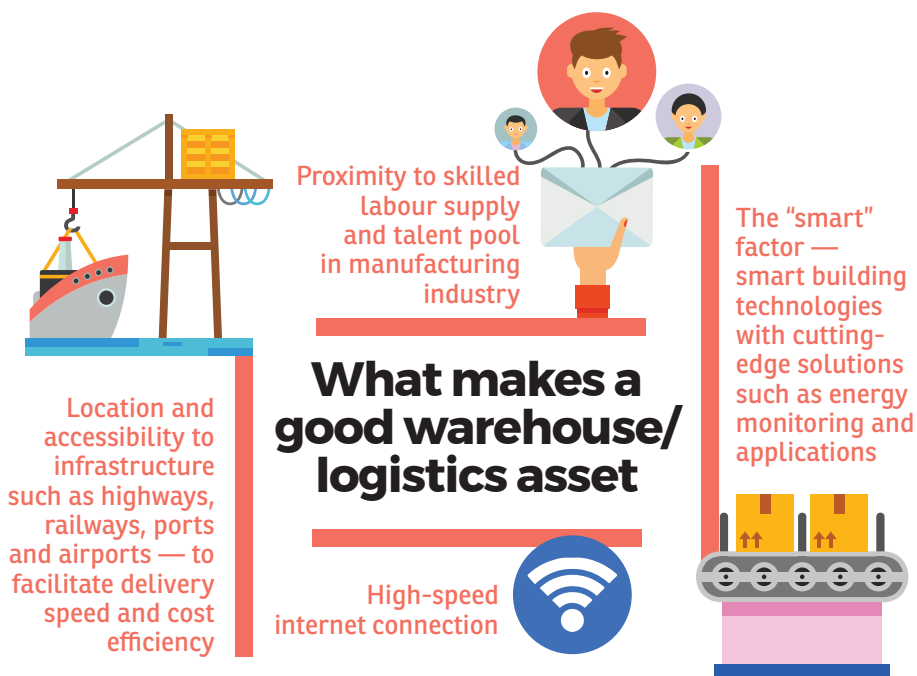 What makes a
good warehouse/
logistics asset
Proximity to skilled
labour supply
and talent pool
in manufacturing
industry
The “smart”
factor —
smart building
technologies
with cutting-
edge solutions
such as energy
monitoring and
applications
Location and
accessibility to
infrastructure
such as highways,
railways, ports
and airports — to
facilitate delivery
speed and cost
efficiency
High-speed
internet connection